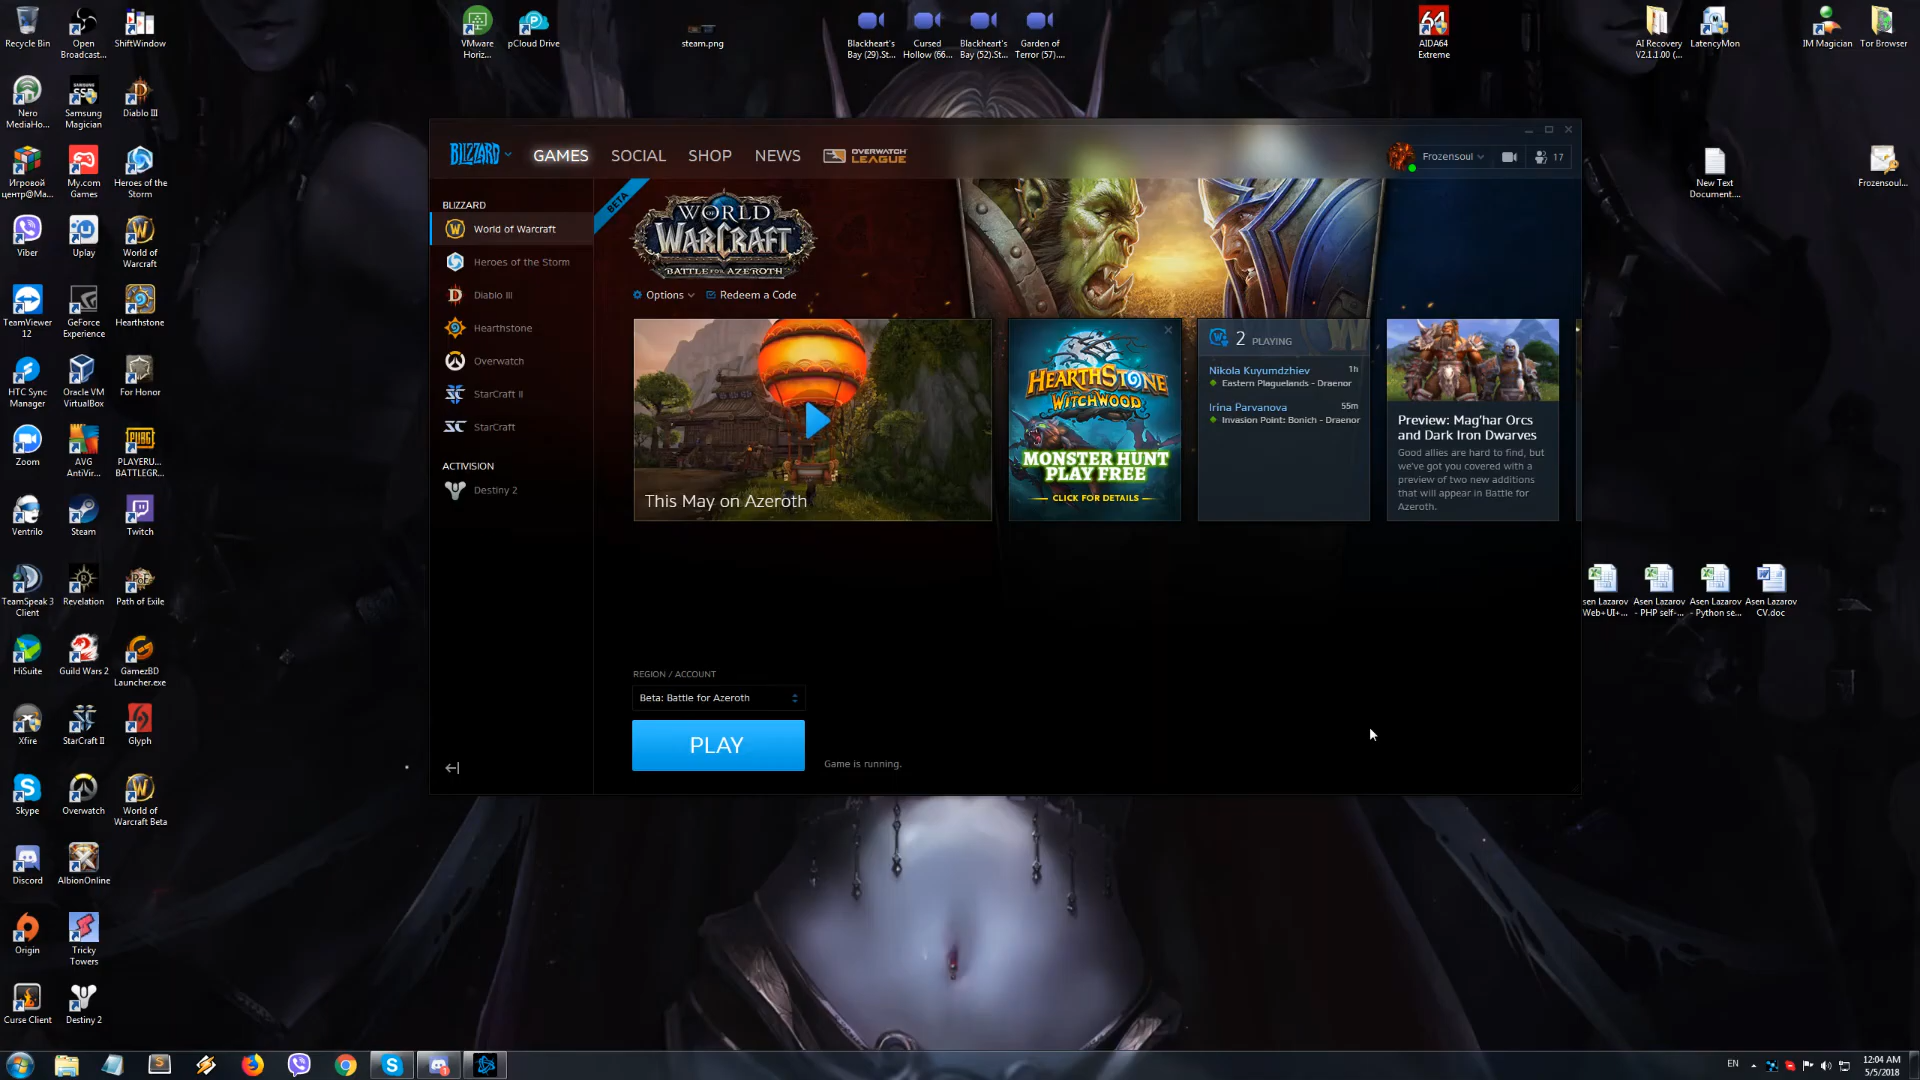 Recycle Bin
Open
Broadcast...
ShiftWindow
VMware
Horiz...
pCloud Drive
steam.png
Blackheart's
Bay (29).St...
Cursed
Hollow (66...
Blackheart's
Bay (52).St...
Garden of
Terror (57)....
AIDA64
Extreme
AI Recovery
V2.1.1.00 (...
LatencyMon
IM Magician
Tor Browser
Nero
MediaHo...
Samsung
Magician
Diablo III
Игровой
центр@Ma...
My.com
Games
Heroes of the
Storm
New Text
Document....
Frozensoul...
Viber
Uplay
World of
Warcraft
TeamViewer
12
GeForce
Experience
Hearthstone
HTC Sync
Manager
Oracle VM
VirtualBox
For Honor
Zoom
AVG
AntiVir...
PLAYERU...
BATTLEGR...
Ventrilo
Steam
Twitch
TeamSpeak 3
Client
Revelation
Path of Exile
HiSuite
Guild Wars 2
GamezBD
Launcher.exe
Xfire
StarCraft II
Glyph
Skype
Overwatch
World of
Warcraft Beta
Discord
AlbionOnline
Origin
Tricky
Towers
Curse Client
Destiny 2
BLIZZARD
GAMES
SOCIAL
SHOP
NEWS
OVERWATCH
LEAGUE
Frozensoul
17
BLIZZARD
World of Warcraft
Heroes of the Storm
Diablo III
Hearthstone
Overwatch
StarCraft II
StarCraft
ACTIVISION
Destiny 2
BETA
WORLD
OF
WARCRAFT
BATTLE FOR AZEROTH
Options
Redeem a Code
This May on Azeroth
HEARTHSTONE
WITCHWOOD
MONSTER HUNT
PLAY FREE
CLICK FOR DETAILS
2 PLAYING
Nikola Kuyumdzhiev 1h
Eastern Plaguelands - Draenor
Irina Parvanova 55m
Invasion Point: Bonich - Draenor
Preview: Mag'har Orcs
and Dark Iron Dwarves
Good allies are hard to find, but
we've got you covered with a
preview of two new additions
that will appear in Battle for
Azeroth.
REGION / ACCOUNT
Beta: Battle for Azeroth
PLAY
Game is running.
sen Lazarov
Web+UI+...
Asen Lazarov
- PHP self-...
Asen Lazarov
- Python se...
Asen Lazarov
CV.doc
EN
12:04 AM
5/5/2018